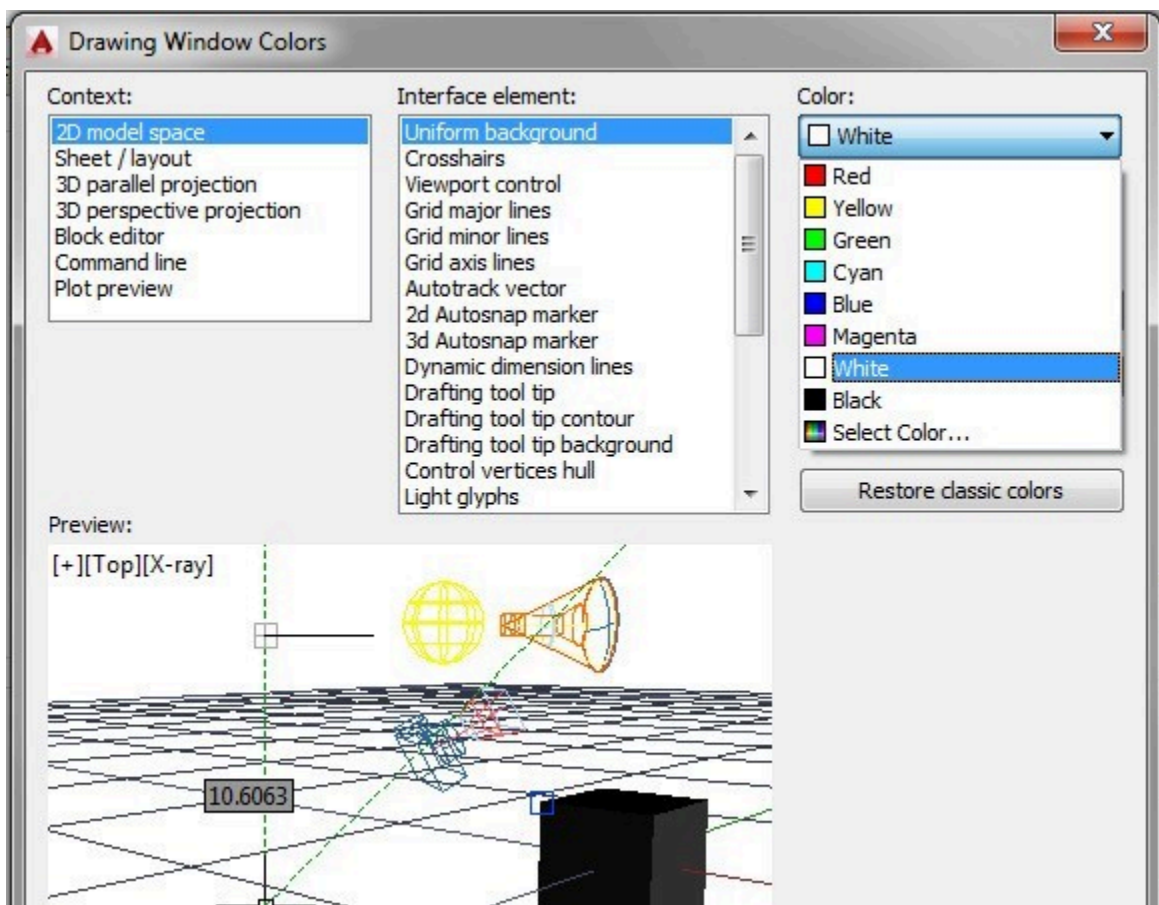 Drawing Window Colors
Context:
2D model space
Sheet / layout
3D parallel projection
3D perspective projection
Block editor
Command line
Plot preview
Interface element:
Uniform background
Crosshairs
Viewport control
Grid major lines
Grid minor lines
Grid axis lines
Autotrack vector
2d Autosnap marker
3d Autosnap marker
Dynamic dimension lines
Drafting tool tip
Drafting tool tip contour
Drafting tool tip background
Control vertices hull
Light glyphs
Color:
White
Red
Yellow
Green
Cyan
Blue
Magenta
White
Black
Select Color...
Restore classic colors
Preview:
[+][Top][X-ray]
10.6063